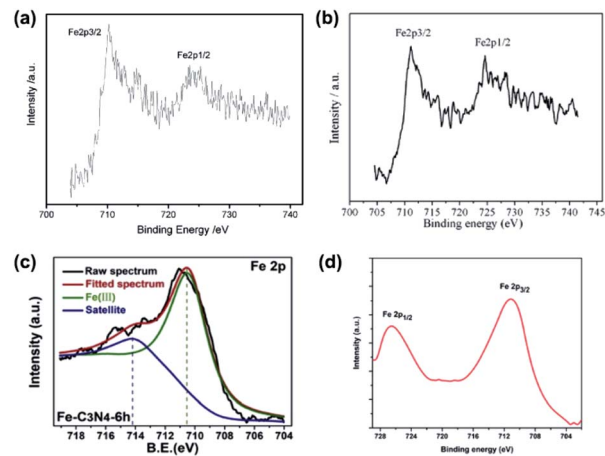 (a)
Fe2p3/2
Fe2p1/2
Intensity /a.u.
700 710 720 730 740
Binding Energy /eV
(b)
Fe2p3/2
Fe2p1/2
Intensity / a.u.
700 705 710 715 720 725 730 735 740 745
Binding energy (eV)
(c)
Fe 2p
Raw spectrum
Fitted spectrum
Fe(III)
Satellite
Intensity (a.u.)
Fe-C3N4-6h
718 716 714 712 710 708 706 704
B.E.(eV)
(d)
Fe 2p3/2
Fe 2p1/2
Intensity (a.u.)
728 720 712 704
Binding energy (eV)